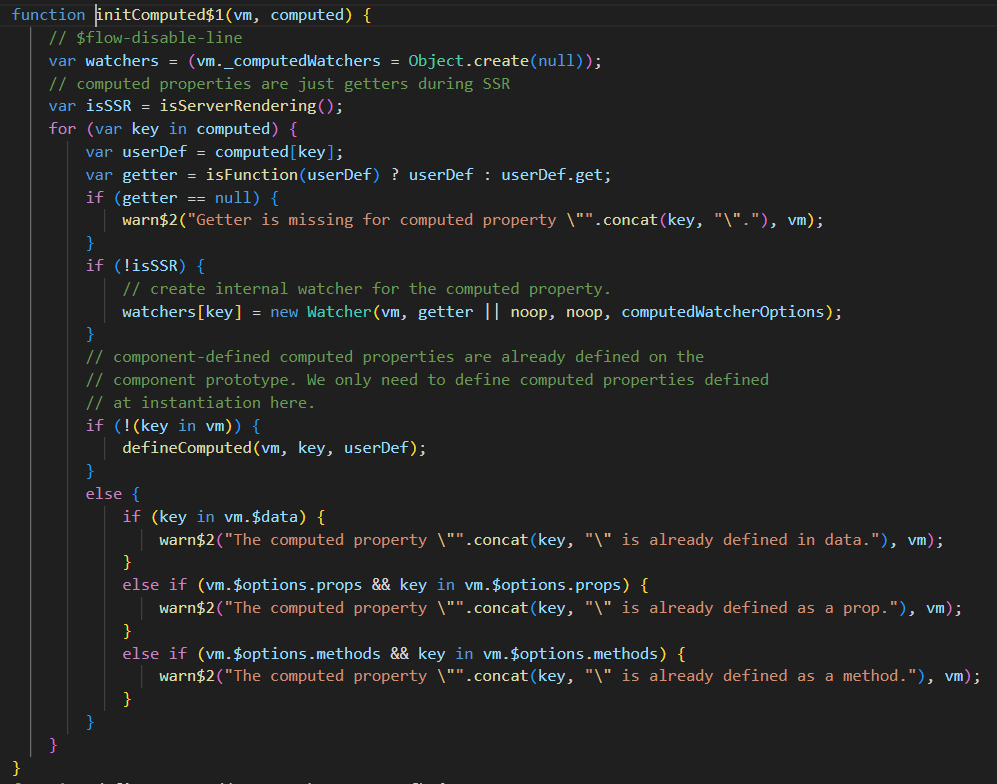 function initComputed$1(vm, computed) {
    // $flow-disable-line
    var watchers = (vm._computedWatchers = Object.create(null));
    // computed properties are just getters during SSR
    var isSSR = isServerRendering();
    for (var key in computed) {
        var userDef = computed[key];
        var getter = isFunction(userDef) ? userDef : userDef.get;
        if (getter == null) {
            warn$2("Getter is missing for computed property \"".concat(key, "\"."), vm);
        }
        if (!isSSR) {
            // create internal watcher for the computed property.
            watchers[key] = new Watcher(vm, getter || noop, noop, computedWatcherOptions);
        }
        // component-defined computed properties are already defined on the
        // component prototype. We only need to define computed properties defined
        // at instantiation here.
        if (!(key in vm)) {
            defineComputed(vm, key, userDef);
        }
        else {
            if (key in vm.$data) {
                warn$2("The computed property \"".concat(key, "\" is already defined in data."), vm);
            }
            else if (vm.$options.props && key in vm.$options.props) {
                warn$2("The computed property \"".concat(key, "\" is already defined as a prop."), vm);
            }
            else if (vm.$options.methods && key in vm.$options.methods) {
                warn$2("The computed property \"".concat(key, "\" is already defined as a method."), vm);
            }
        }
    }
}